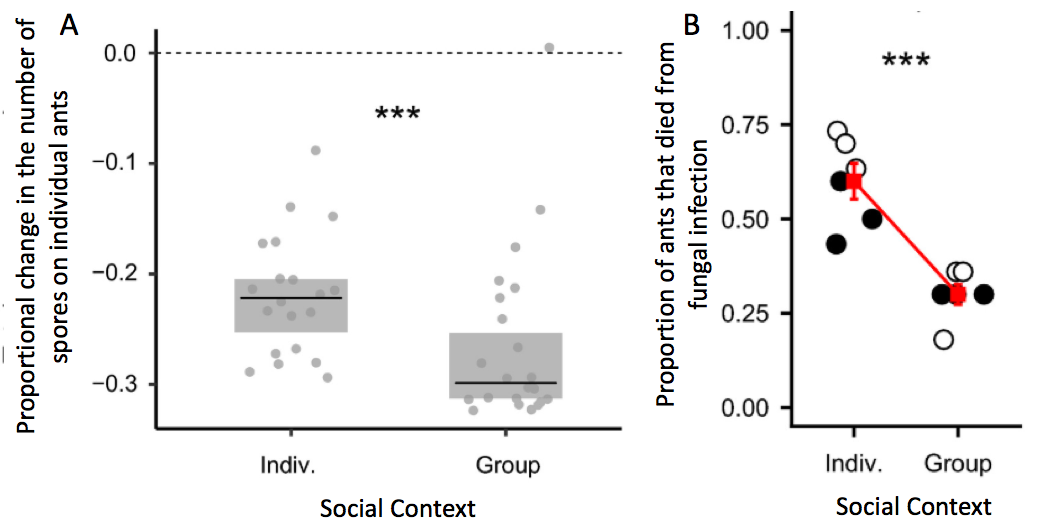 A
Proportional change in the number of
spores on individual ants
0.0
−0.1
−0.2
−0.3
***
Indiv.
Group
Social Context
B
Proportion of ants that died from
fungal infection
1.00
0.75
0.50
0.25
0.00
***
Indiv.
Group
Social Context